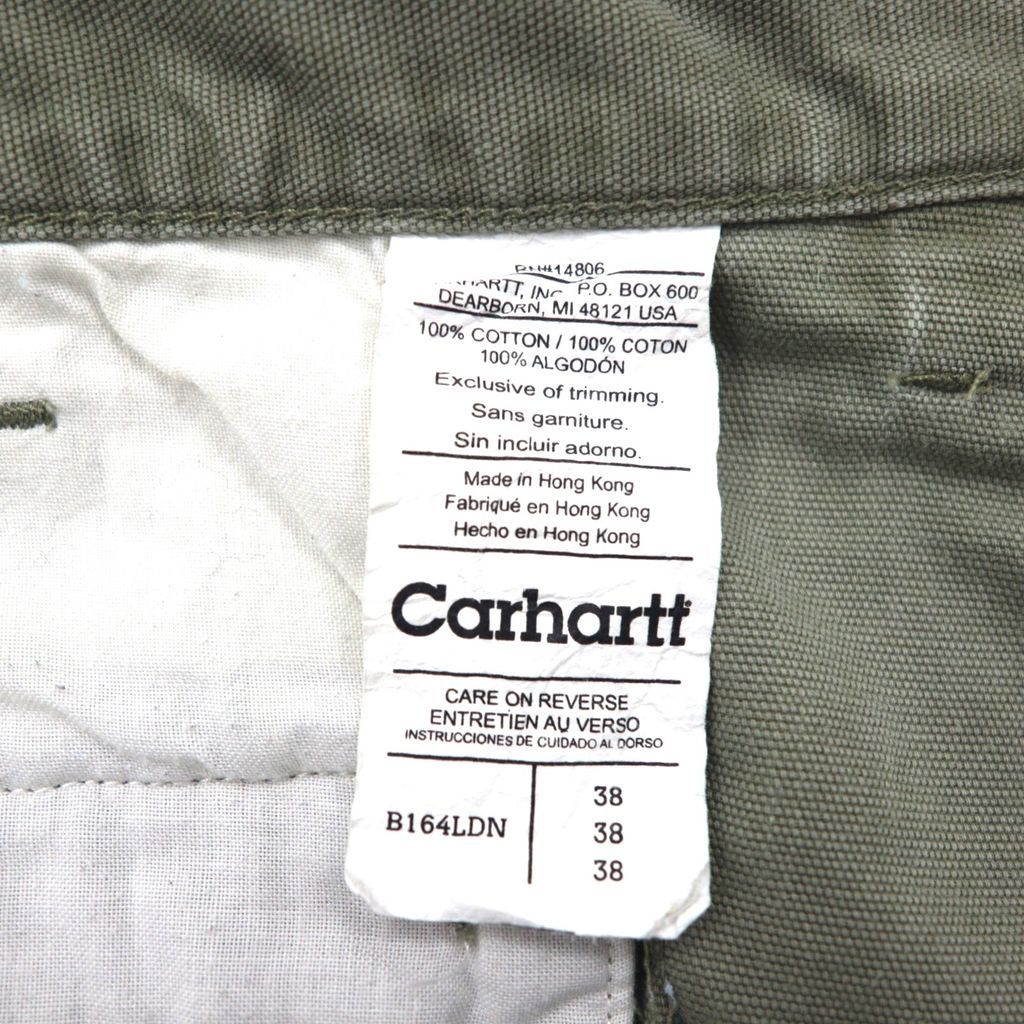 14806
INC. P.O. BOX 600
DEARBORN, MI 48121 USA
100% COTTON / 100% COTON
100% ALGODÓN
Exclusive of trimming.
Sans garniture.
Sin incluir adorno.
Made in Hong Kong
Fabriqué en Hong Kong
Hecho en Hong Kong
Carhartt
CARE ON REVERSE
ENTRETIEN AU VERSO
INSTRUCCIONES DE CUIDADO AL DORSO
B164LDN
38
38
38